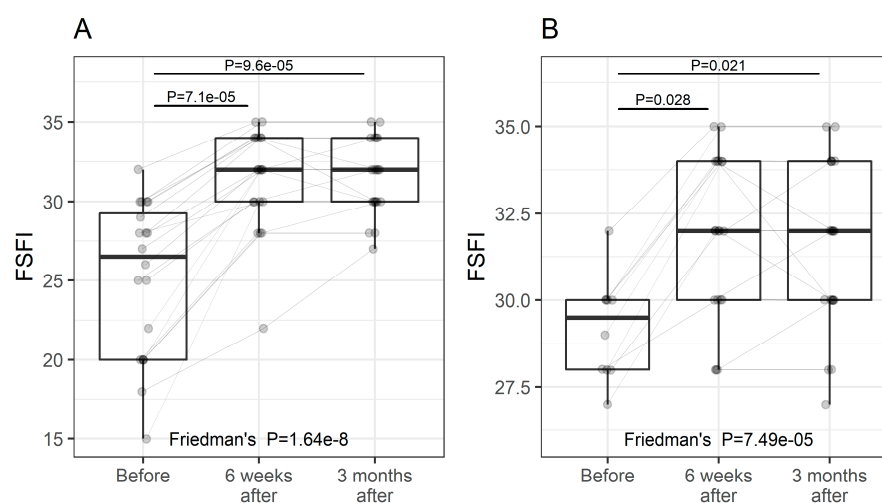 A
FSFI
35
30
25
20
15
P=9.6e-05
P=7.1e-05
Friedman's P=1.64e-8
Before
6 weeks
after
3 months
after
B
FSFI
35.0
32.5
30.0
27.5
P=0.021
P=0.028
Friedman's P=7.49e-05
Before
6 weeks
after
3 months
after